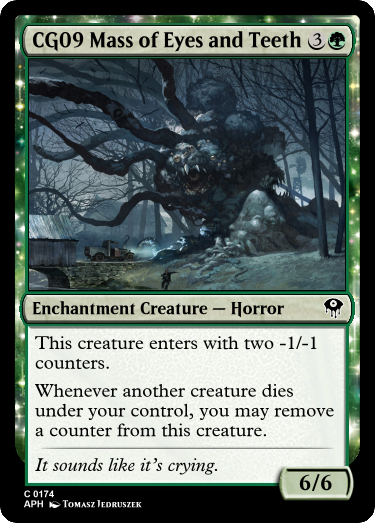 CG09 Mass of Eyes and Teeth 3
Enchantment Creature — Horror
This creature enters with two -1/-1
counters.
Whenever another creature dies
under your control, you may remove
a counter from this creature.
It sounds like it's crying.
6/6
C 0174
APH Tomasz Jedruszek